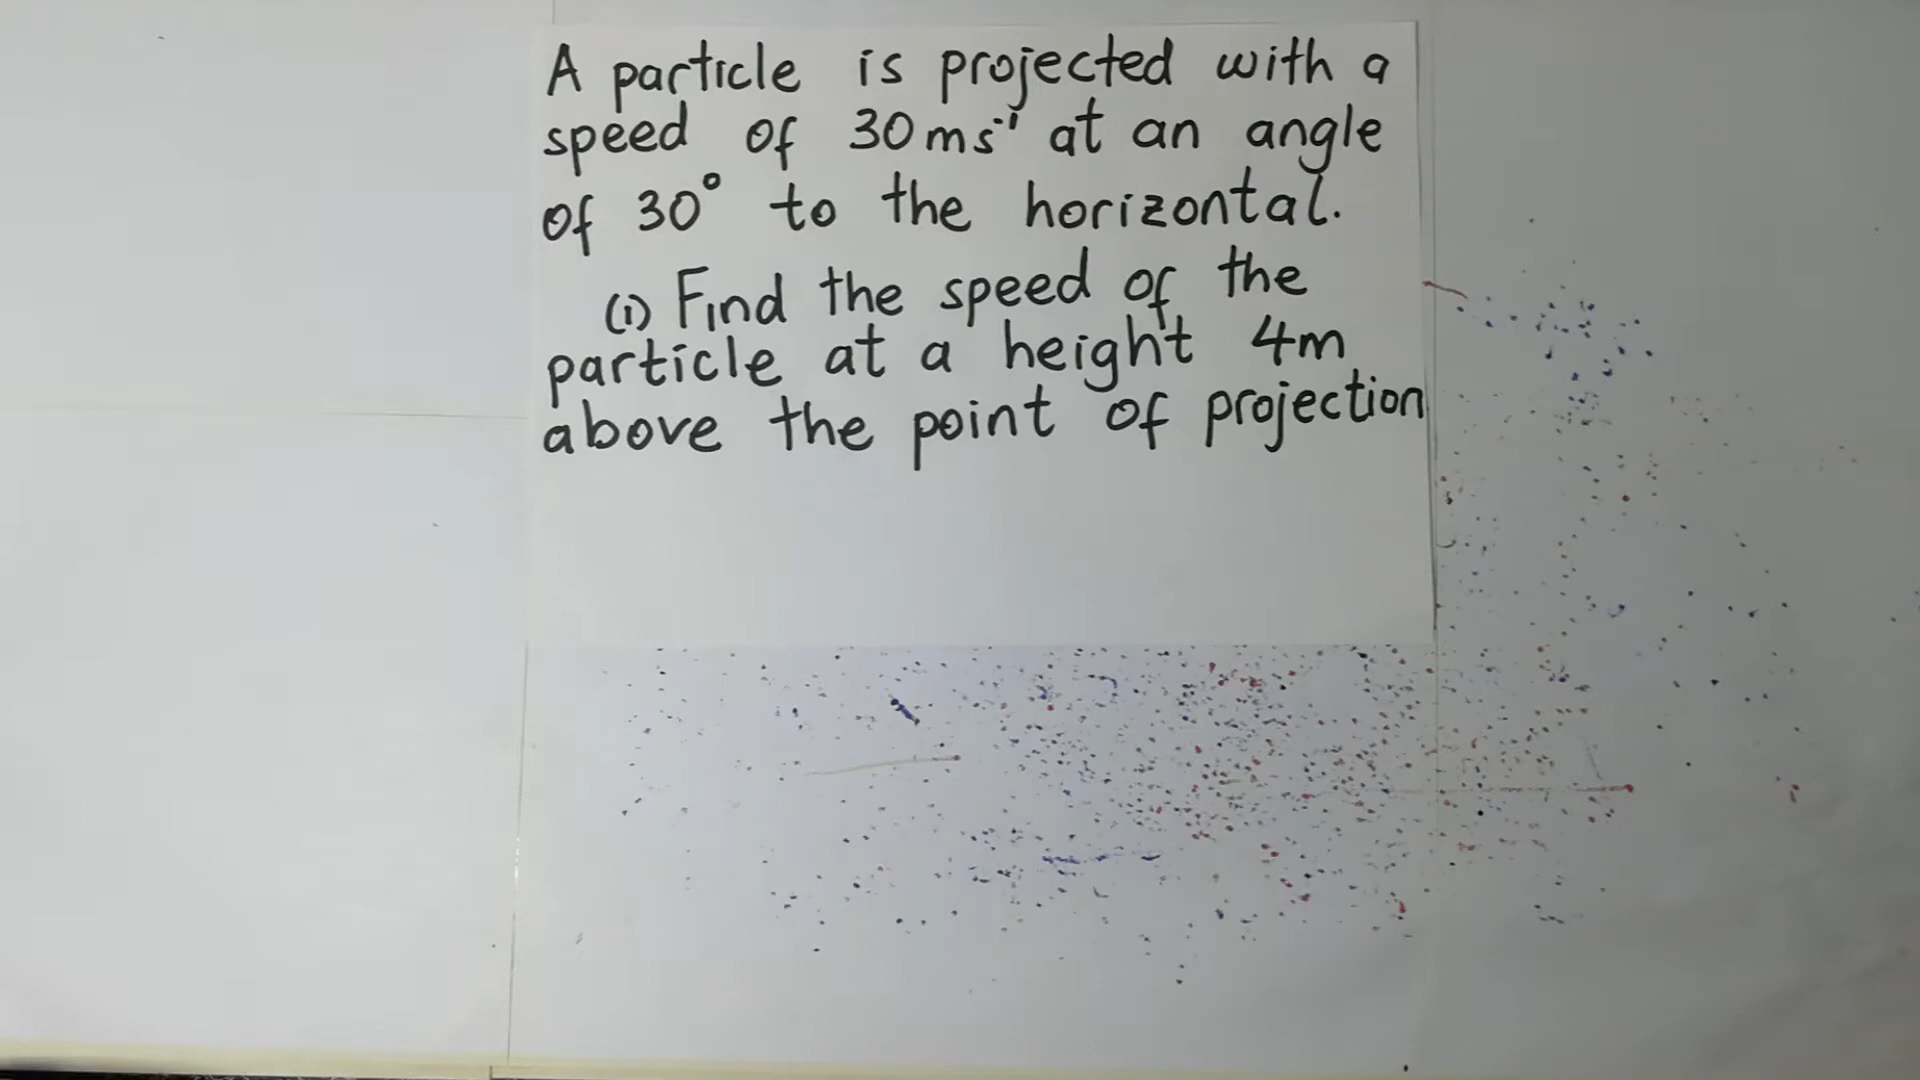 A particle is projected with a
speed of 30ms⁻¹ at an angle
of 30° to the horizontal.
(i) Find the speed of the
particle at a height 4m
above the point of projection